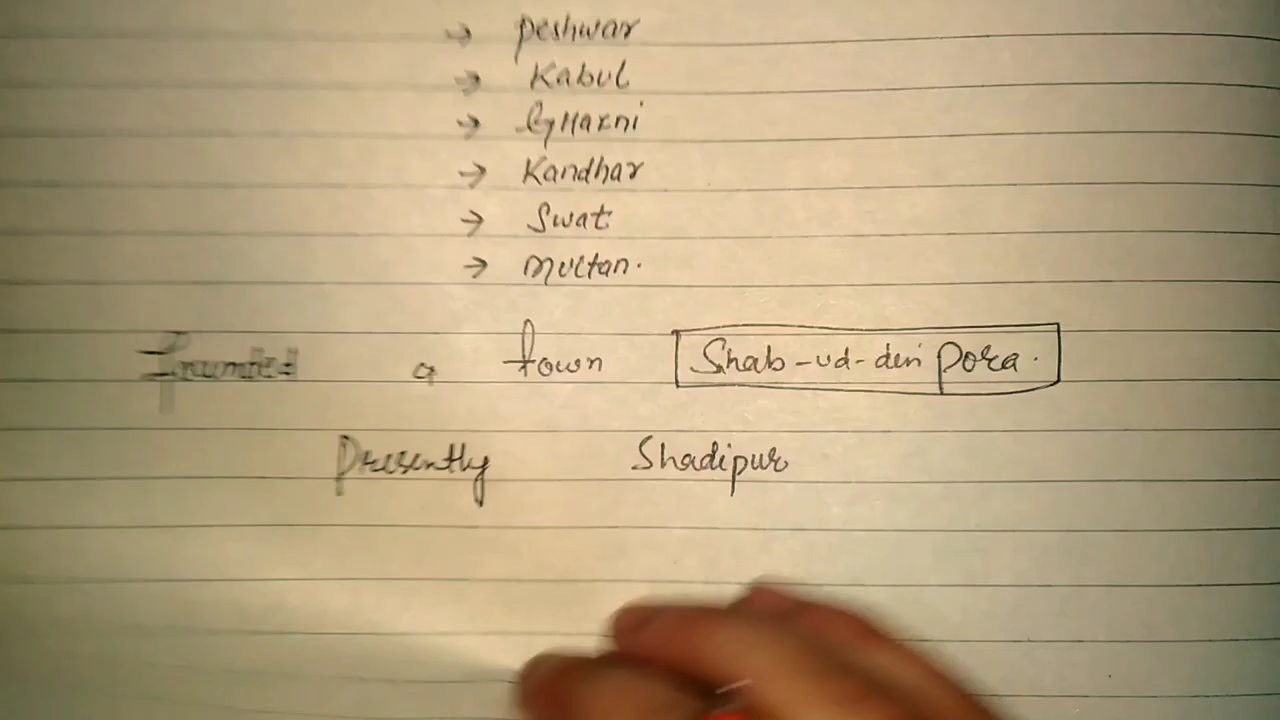 → Peshwar
→ Kabul
→ GHazni
→ Kandhar
→ Swat
→ Multan.
Founded a town Shab-ud-din Pora.
Presently Shadipur